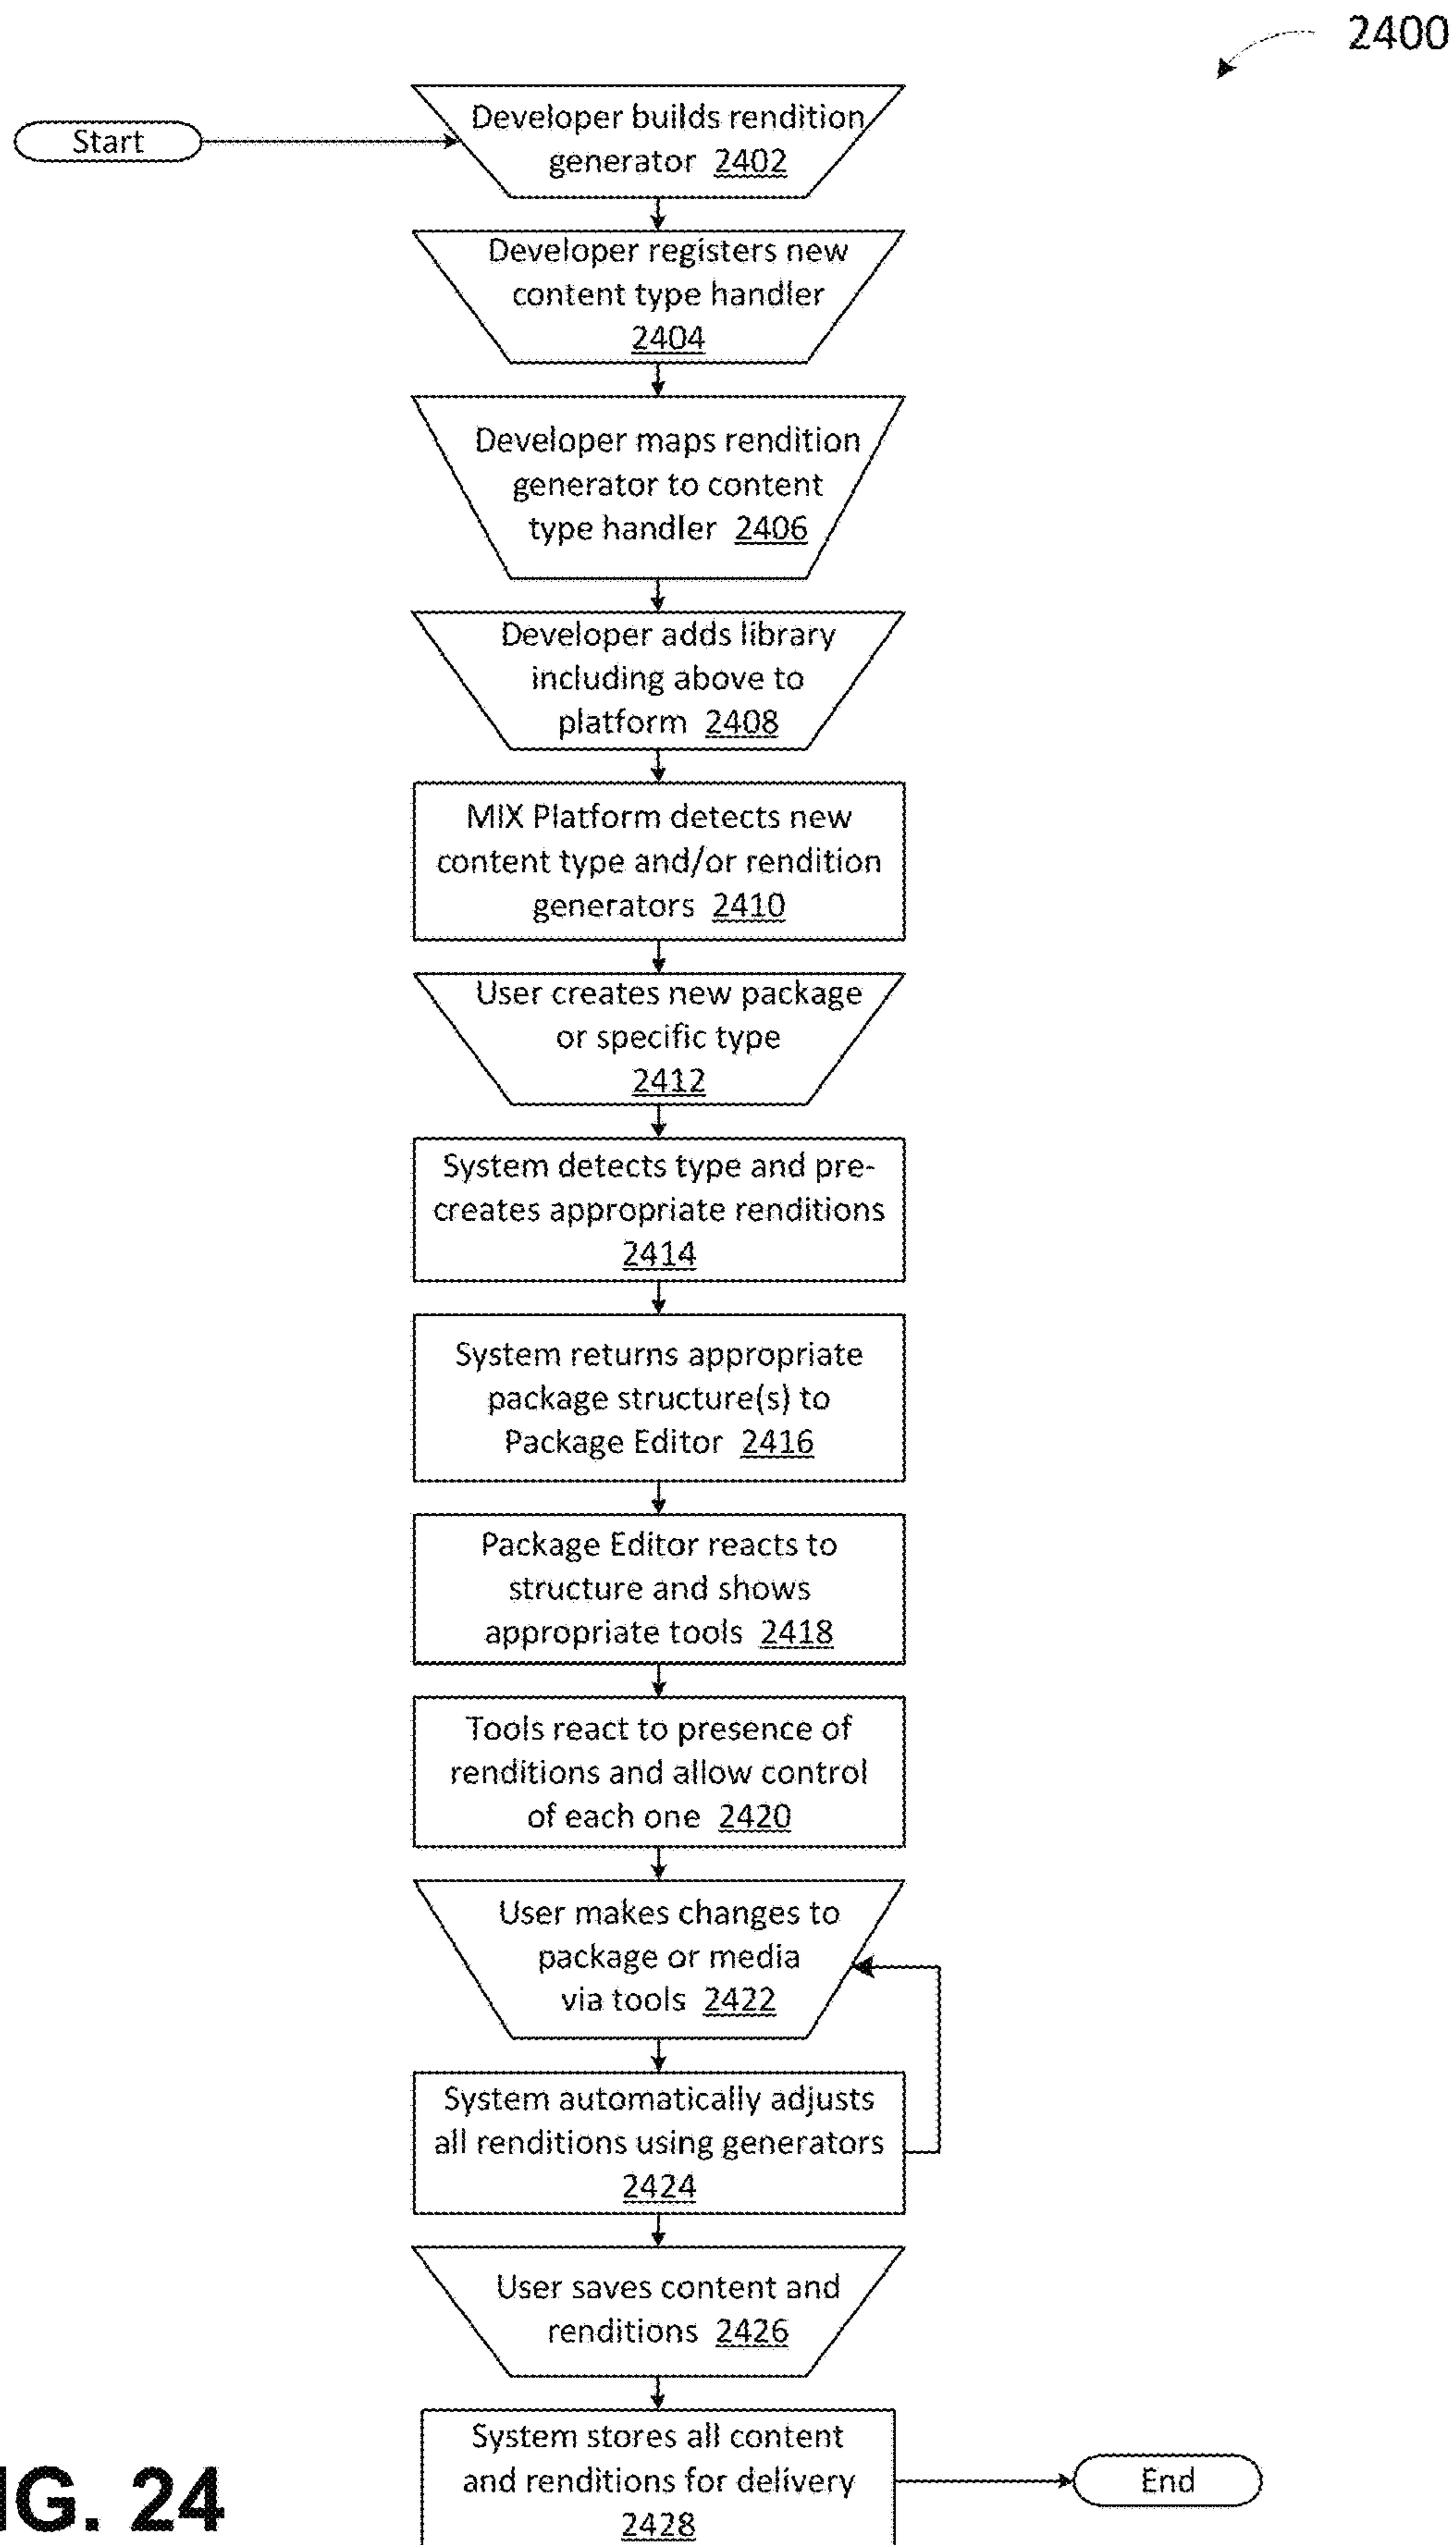 2400
Start
Developer builds rendition
generator 2402
Developer registers new
content type handler
2404
Developer maps rendition
generator to content
type handler 2406
Developer adds library
including above to
platform 2408
MIX Platform detects new
content type and/or rendition
generators 2410
User creates new package
or specific type
2412
System detects type and pre-
creates appropriate renditions
2414
System returns appropriate
package structure(s) to
Package Editor 2416
Package Editor reacts to
structure and shows
appropriate tools 2418
Tools react to presence of
renditions and allow control
of each one 2420
User makes changes to
package or media
via tools 2422
System automatically adjusts
all renditions using generators
2424
User saves content and
renditions 2426
System stores all content
and renditions for delivery
2428
End
IG. 24